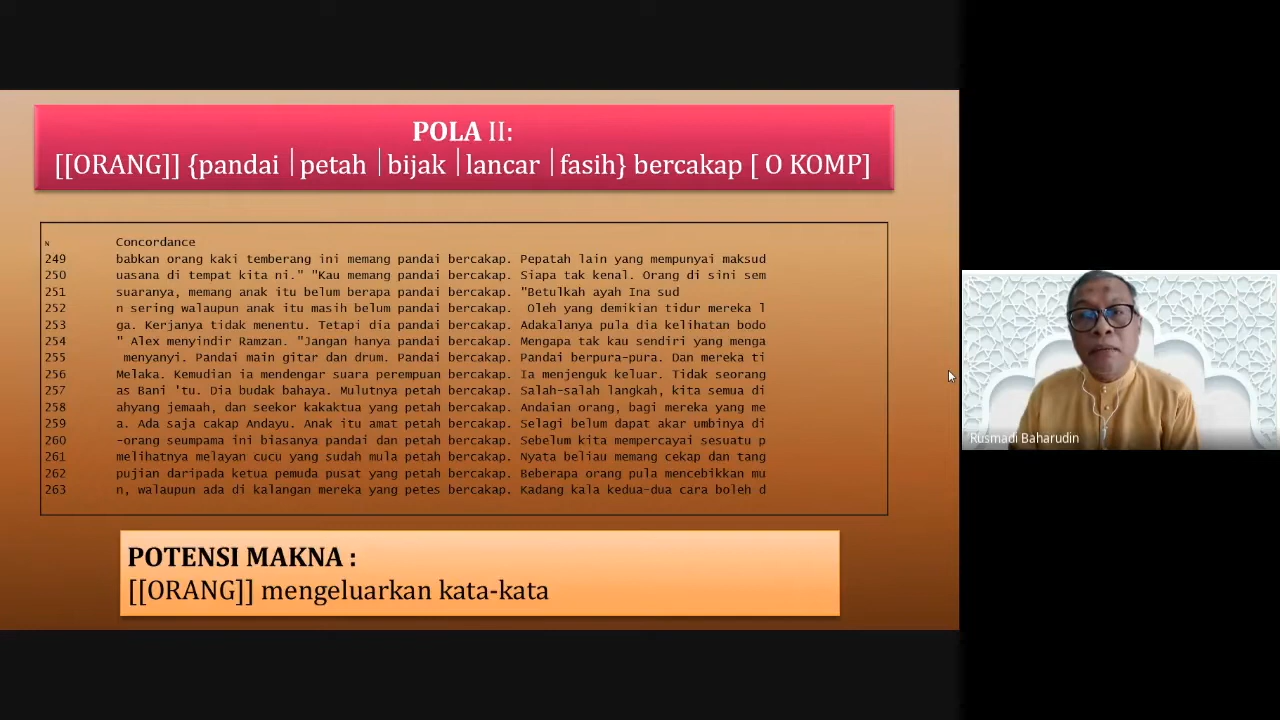 POLA II:
[[ORANG]] {pandai | petah | bijak | lancar | fasih} bercakap [ O KOMP]
N Concordance
249 babkan orang kaki temberang ini memang pandai bercakap. Pepatah lain yang mempunyai maksud
250 uasana di tempat kita ni." "Kau memang pandai bercakap. Siapa tak kenal. Orang di sini sem
251 suaranya, memang anak itu belum berapa pandai bercakap. "Betulkah ayah Ina sud
252 n sering walaupun anak itu masih belum pandai bercakap. Oleh yang demikian tidur mereka l
253 ga. Kerjanya tidak menentu. Tetapi dia pandai bercakap. Adakalanya pula dia kelihatan bodo
254 " Alex menyindir Ramzan. "Jangan hanya pandai bercakap. Mengapa tak kau sendiri yang menga
255 menyanyi. Pandai main gitar dan drum. Pandai bercakap. Pandai berpura-pura. Dan mereka ti
256 Melaka. Kemudian ia mendengar suara perempuan bercakap. Ia menjenguk keluar. Tidak seorang
257 as Bani 'tu. Dia budak bahaya. Mulutnya petah bercakap. Salah-salah langkah, kita semua di
258 ahyang jemaah, dan seekor kakaktua yang petah bercakap. Andaian orang, bagi mereka yang me
259 a. Ada saja cakap Andayu. Anak itu amat petah bercakap. Selagi belum dapat akar umbinya di
260 -orang seumpama ini biasanya pandai dan petah bercakap. Sebelum kita mempercayai sesuatu p
261 melihatnya melayan cucu yang sudah mula petah bercakap. Nyata beliau memang cekap dan tang
262 pujian daripada ketua pemuda pusat yang petah bercakap. Beberapa orang pula mencebikkan mu
263 n, walaupun ada di kalangan mereka yang petes bercakap. Kadang kala kedua-dua cara boleh d
POTENSI MAKNA :
[[ORANG]] mengeluarkan kata-kata
Rusmadi Baharudin